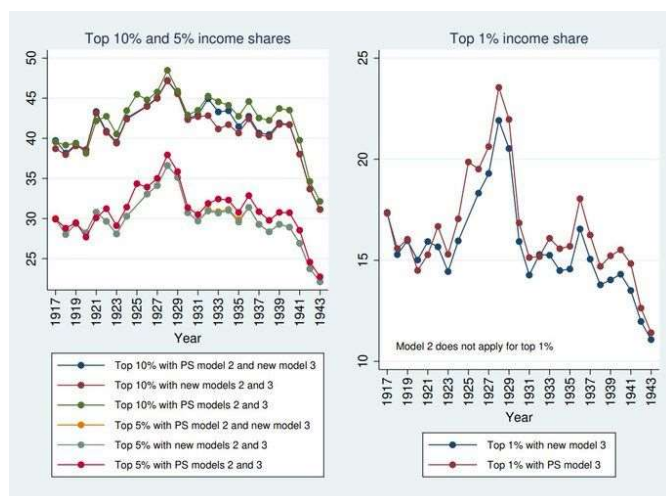 Top 10% and 5% income shares
50
45
40
35
30
25
1917
1919
1921
1923
1925
1927
1929
1931
1933
1935
1937
1939
1941
1943
Year
Top 10% with PS model 2 and new model 3
Top 10% with new models 2 and 3
Top 10% with PS models 2 and 3
Top 5% with PS model 2 and new model 3
Top 5% with new models 2 and 3
Top 5% with PS models 2 and 3
Top 1% income share
25
20
15
10
Model 2 does not apply for top 1%
1917
1919
1921
1923
1925
1927
1929
1931
1933
1935
1937
1939
1941
1943
Year
Top 1% with new model 3
Top 1% with PS model 3